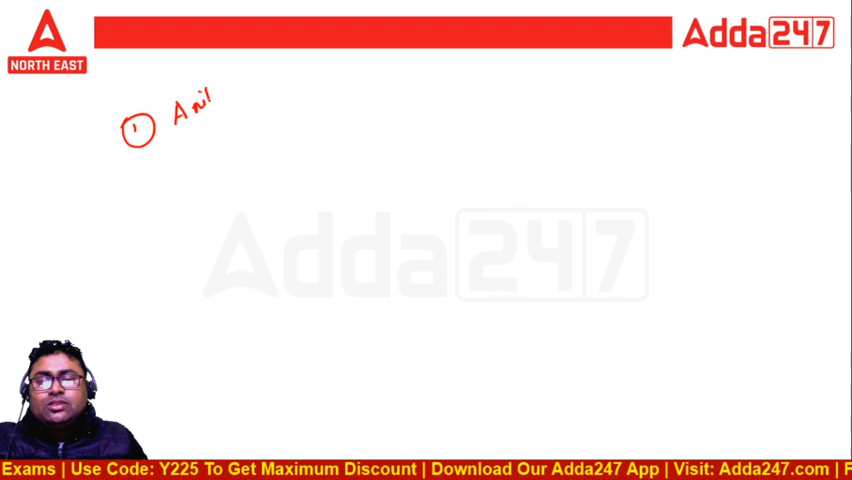 NORTH EAST
Adda247
① Anil
Adda247
Exams | Use Code: Y225 To Get Maximum Discount | Download Our Adda247 App | Visit: Adda247.com | F